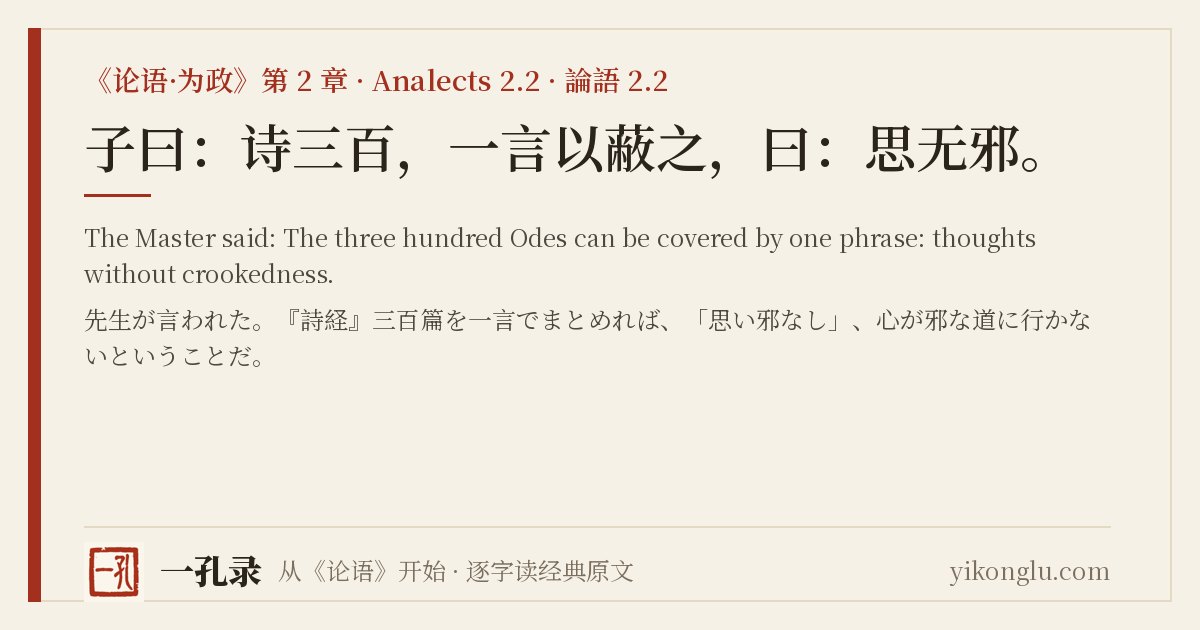 《论语·为政》第 2 章 · Analects 2.2 · 論語 2.2
子曰：诗三百，一言以蔽之，曰：思无邪。
The Master said: The three hundred Odes can be covered by one phrase: thoughts
without crookedness.
先生が言われた。『詩経』三百篇を一言でまとめれば、「思い邪なし」、心が邪な道に行かな
いということだ。
一孔
一孔录
从《论语》开始 · 逐字读经典原文
yikonglu.com